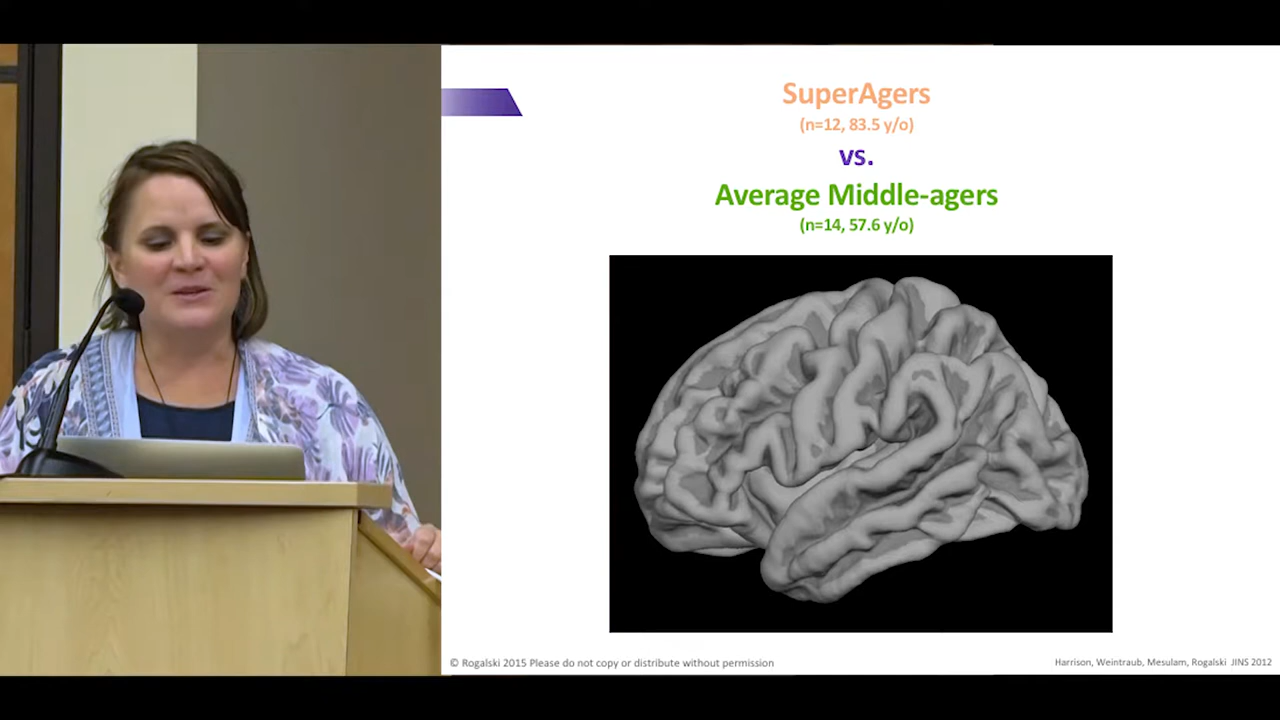 SuperAgers
(n=12, 83.5 y/o)
vs.
Average Middle-agers
(n=14, 57.6 y/o)
© Rogalski 2015 Please do not copy or distribute without permission
Harrison, Weintraub, Mesulam, Rogalski JINS 2012